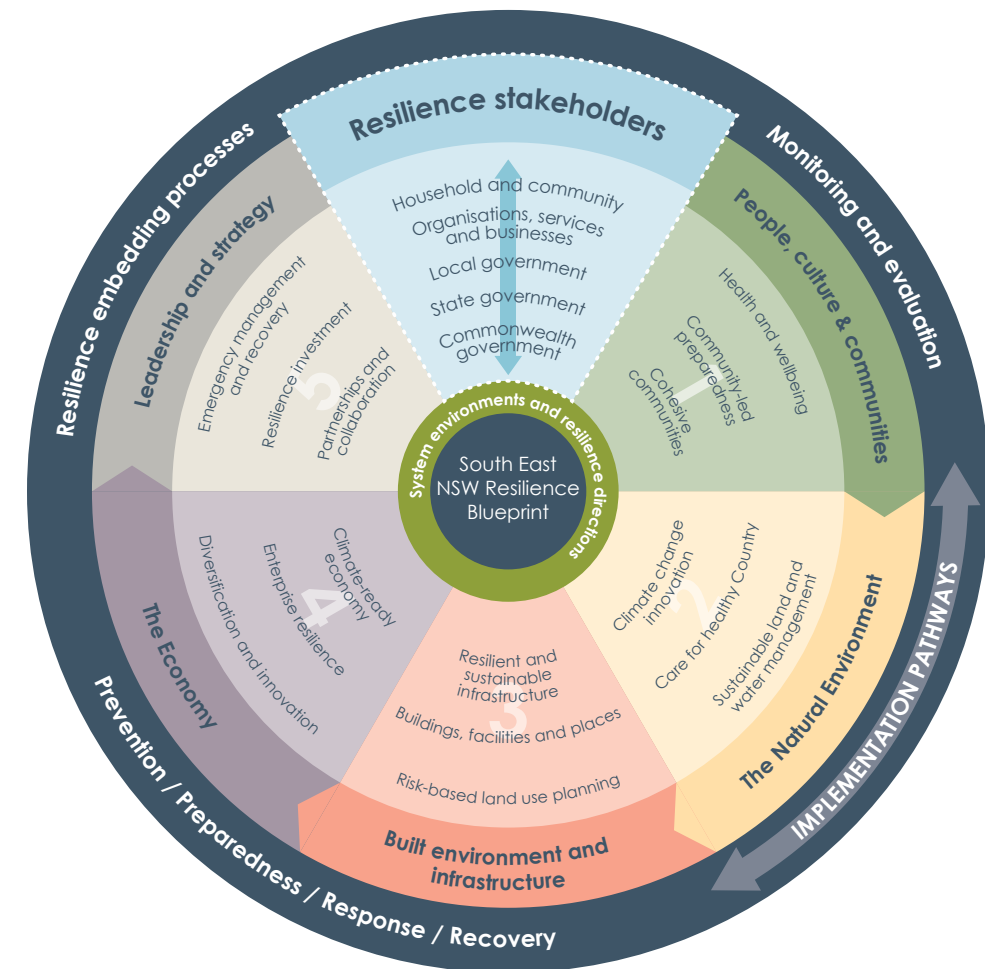 Resilience stakeholders
Household and community
Organisations, services
and businesses
Local government
State government
Commonwealth
government
Monitoring and evaluation
People, culture & communities
Health and wellbeing
Community-led
preparedness
Cohesive
communities
1
The Natural Environment
Climate change
innovation
Care for healthy Country
Sustainable land and
water management
2
IMPLEMENTATION PATHWAYS
Built environment and
infrastructure
Resilient and
sustainable
infrastructure
Buildings, facilities and places
Risk-based land use planning
3
Prevention / Preparedness / Response / Recovery
The Economy
Climate-ready
economy
Enterprise resilience
Diversification and innovation
4
Resilience embedding processes
Leadership and strategy
Emergency management
and recovery
Resilience investment
Partnerships and
collaboration
5
System environments and resilience directions
South East
NSW Resilience
Blueprint